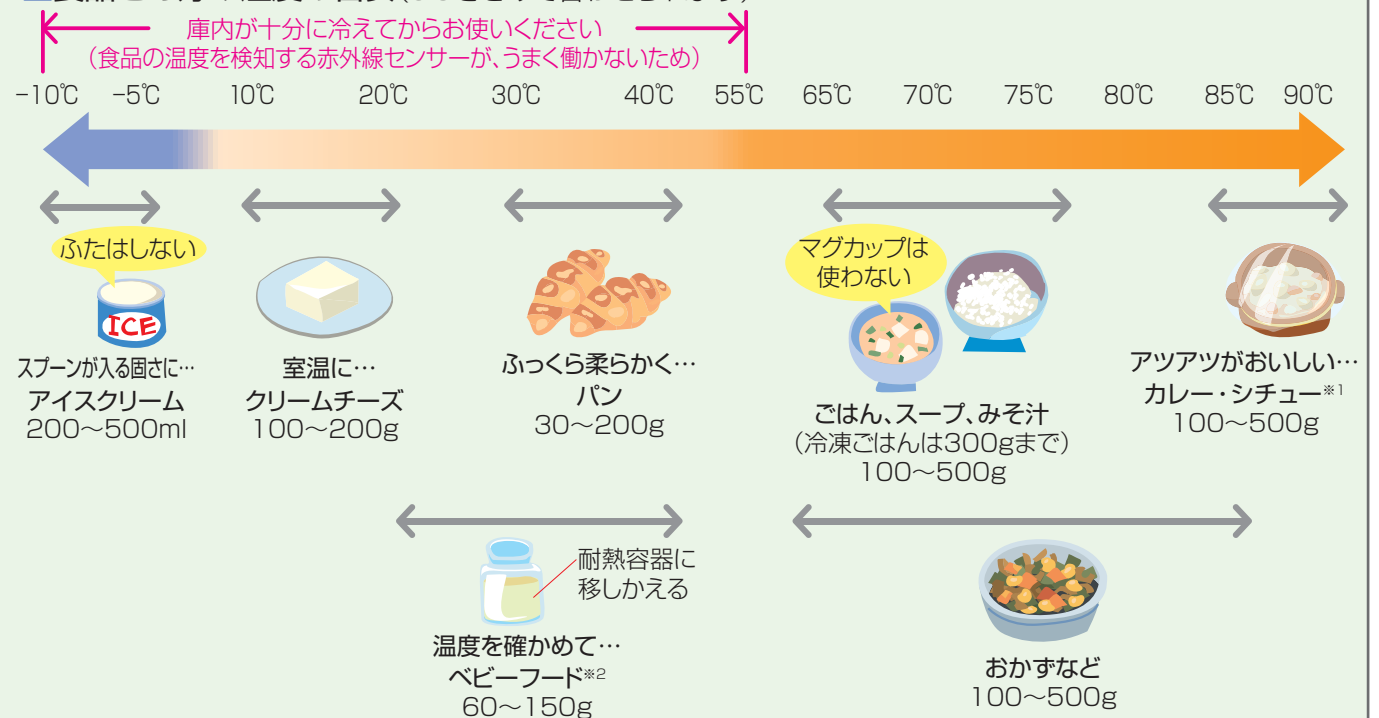 庫内が十分に冷えてからお使いください
(食品の温度を検知する赤外線センサーが、うまく働かないため)
-10℃ -5℃ 10℃ 20℃ 30℃ 40℃ 55℃ 65℃ 70℃ 75℃ 80℃ 85℃ 90℃
ふたはしない
ICE
スプーンが入る固さに…
アイスクリーム
200〜500ml
室温に…
クリームチーズ
100〜200g
ふっくら柔らかく…
パン
30〜200g
マグカップは
使わない
ごはん、スープ、みそ汁
(冷凍ごはんは300gまで)
100〜500g
アツアツがおいしい…
カレー・シチュー※1
100〜500g
耐熱容器に
移しかえる
温度を確かめて…
ベビーフード※2
60〜150g
おかずなど
100〜500g